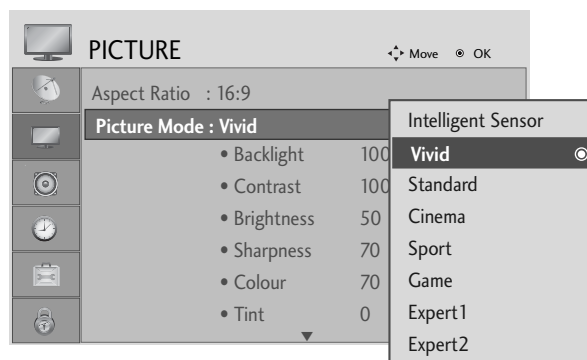 PICTURE
Move OK
Aspect Ratio : 16:9
Picture Mode : Vivid
• Backlight 100
• Contrast 100
• Brightness 50
• Sharpness 70
• Colour 70
• Tint 0
Intelligent Sensor
Vivid
Standard
Cinema
Sport
Game
Expert1
Expert2